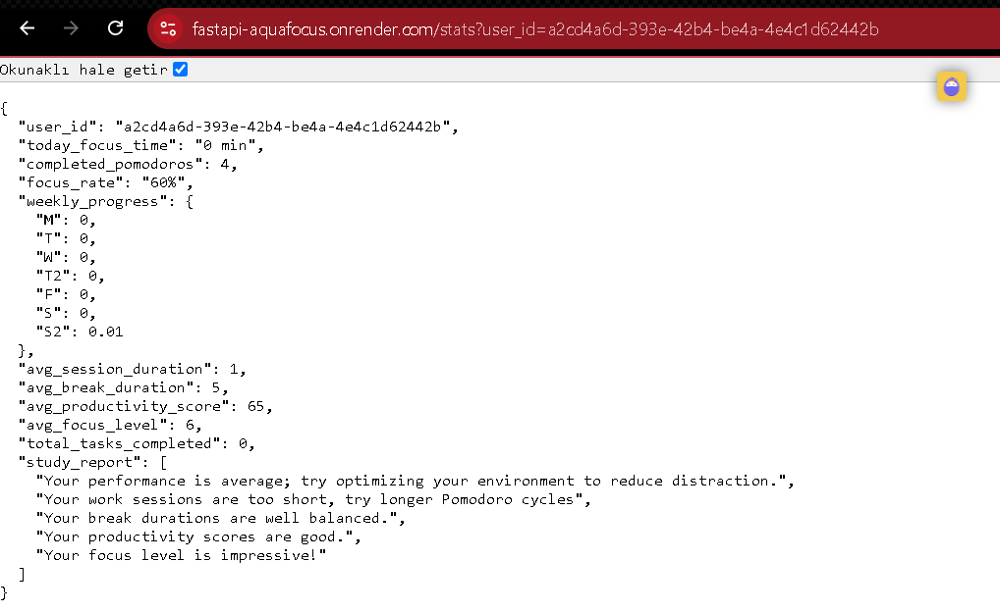 fastapi-aquafocus.onrender.com/stats?user_id=a2cd4a6d-393e-42b4-be4a-4e4c1d62442b
Okunaklı hale getir
{
  "user_id": "a2cd4a6d-393e-42b4-be4a-4e4c1d62442b",
  "today_focus_time": "0 min",
  "completed_pomodoros": 4,
  "focus_rate": "60%",
  "weekly_progress": {
    "M": 0,
    "T": 0,
    "W": 0,
    "T2": 0,
    "F": 0,
    "S": 0,
    "S2": 0.01
  },
  "avg_session_duration": 1,
  "avg_break_duration": 5,
  "avg_productivity_score": 65,
  "avg_focus_level": 6,
  "total_tasks_completed": 0,
  "study_report": [
    "Your performance is average; try optimizing your environment to reduce distraction.",
    "Your work sessions are too short, try longer Pomodoro cycles",
    "Your break durations are well balanced.",
    "Your productivity scores are good.",
    "Your focus level is impressive!"
  ]
}